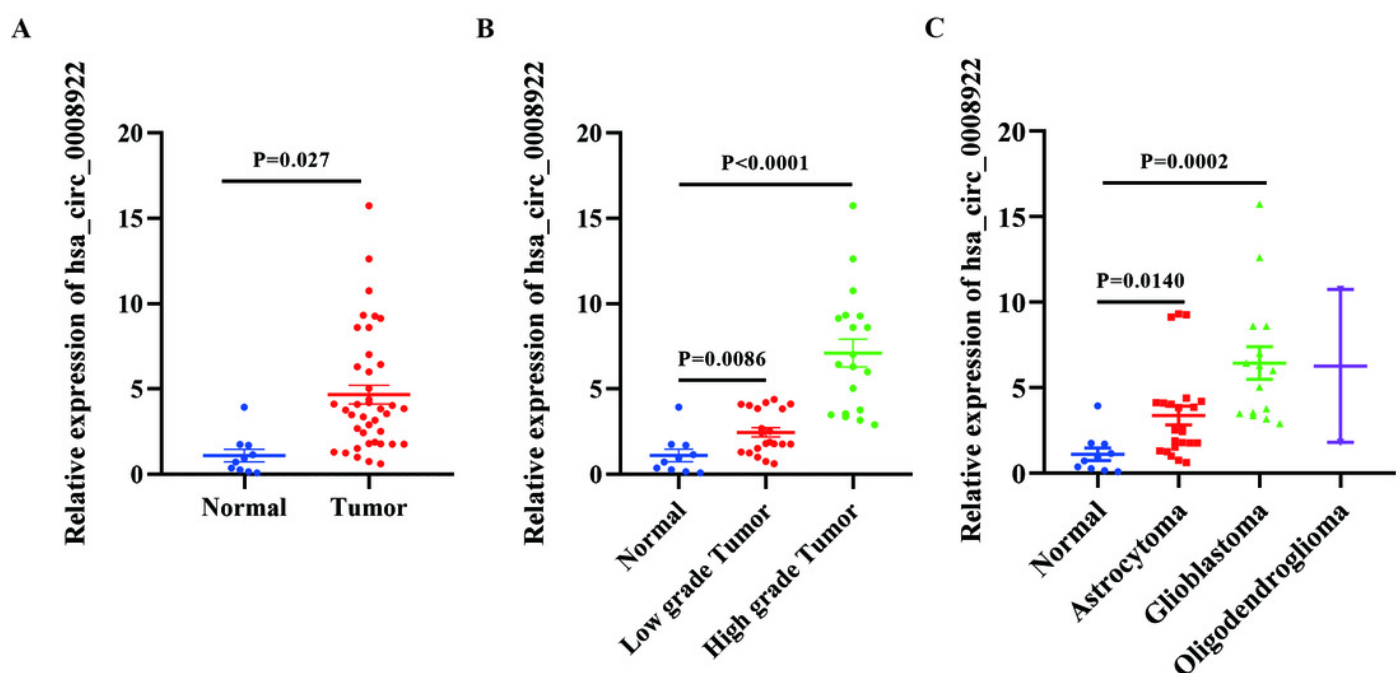 A
Relative expression of hsa_circ_0008922
20
15
10
5
0
P=0.027
Normal
Tumor
B
Relative expression of hsa_circ_0008922
20
15
10
5
0
P<0.0001
P=0.0086
Normal
Low grade Tumor
High grade Tumor
C
Relative expression of hsa_circ_0008922
20
15
10
5
0
P=0.0002
P=0.0140
Normal
Astrocytoma
Glioblastoma
Oligodendroglioma